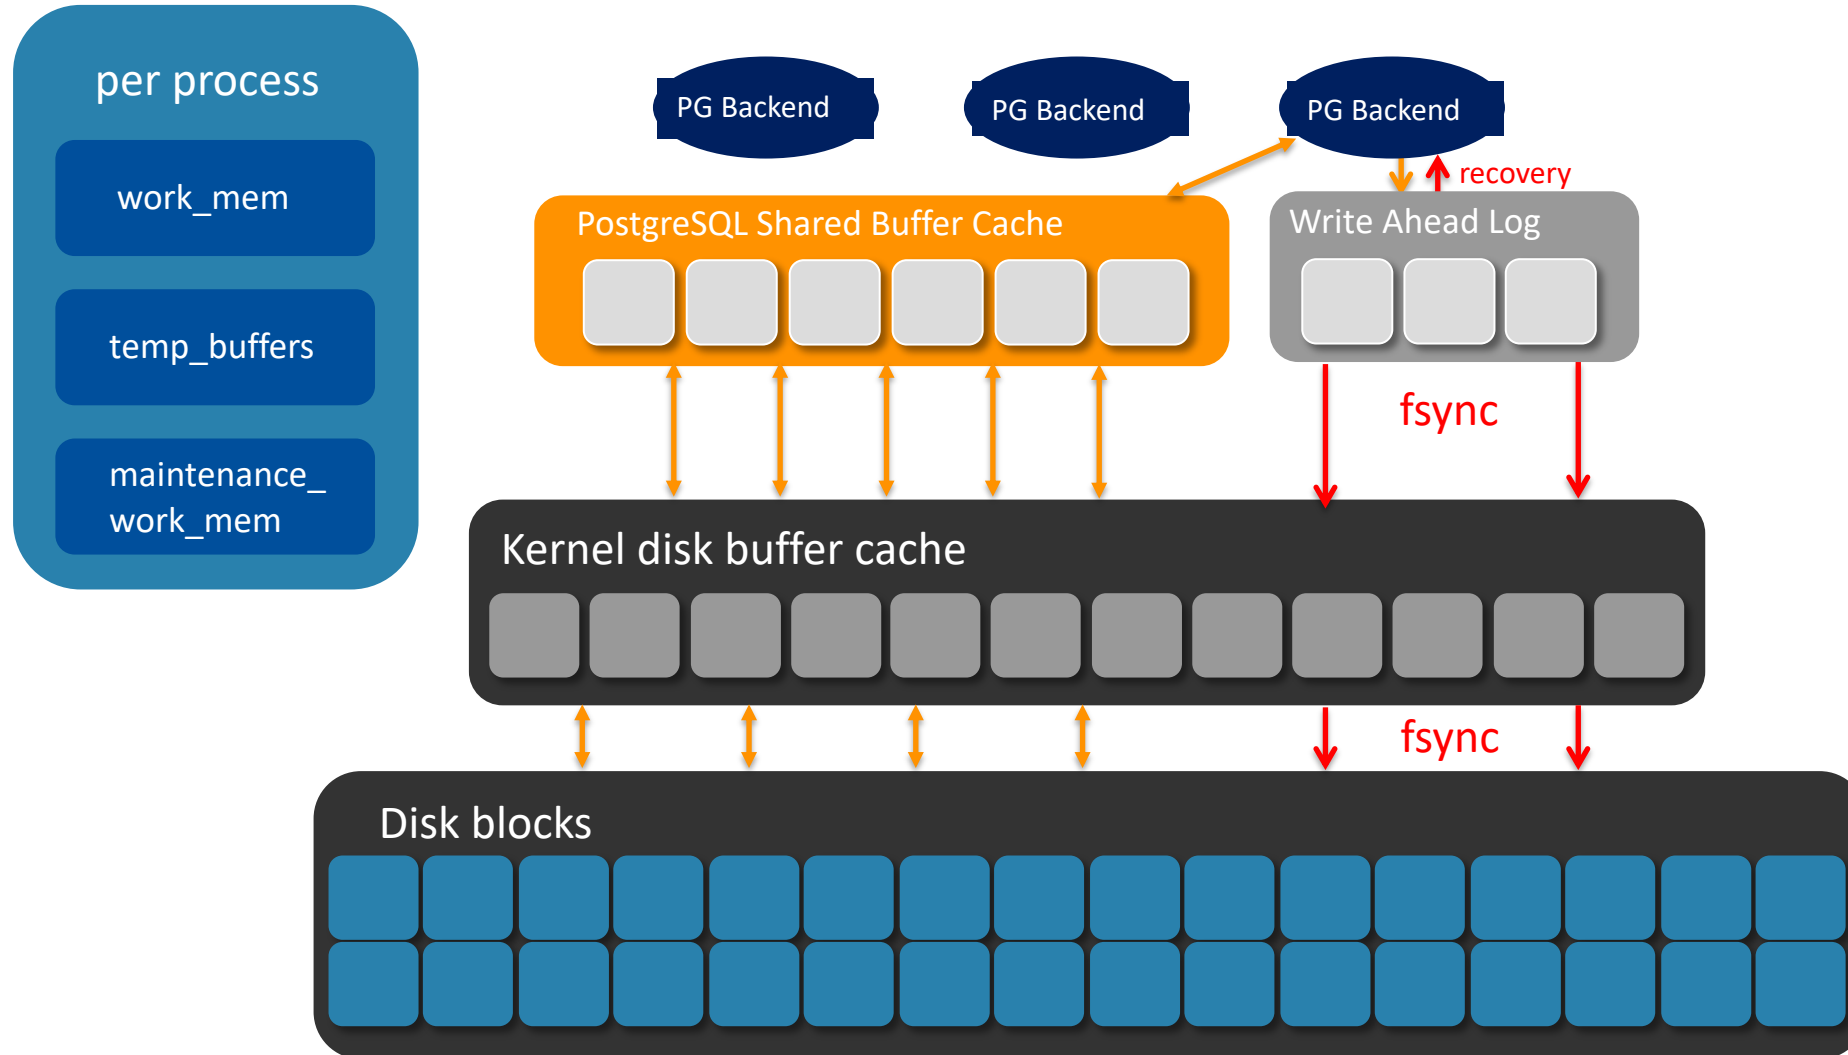 per process
work_mem
temp_buffers
maintenance_
work_mem
PG Backend
PG Backend
PG Backend
recovery
PostgreSQL Shared Buffer Cache
Write Ahead Log
fsync
Kernel disk buffer cache
fsync
Disk blocks